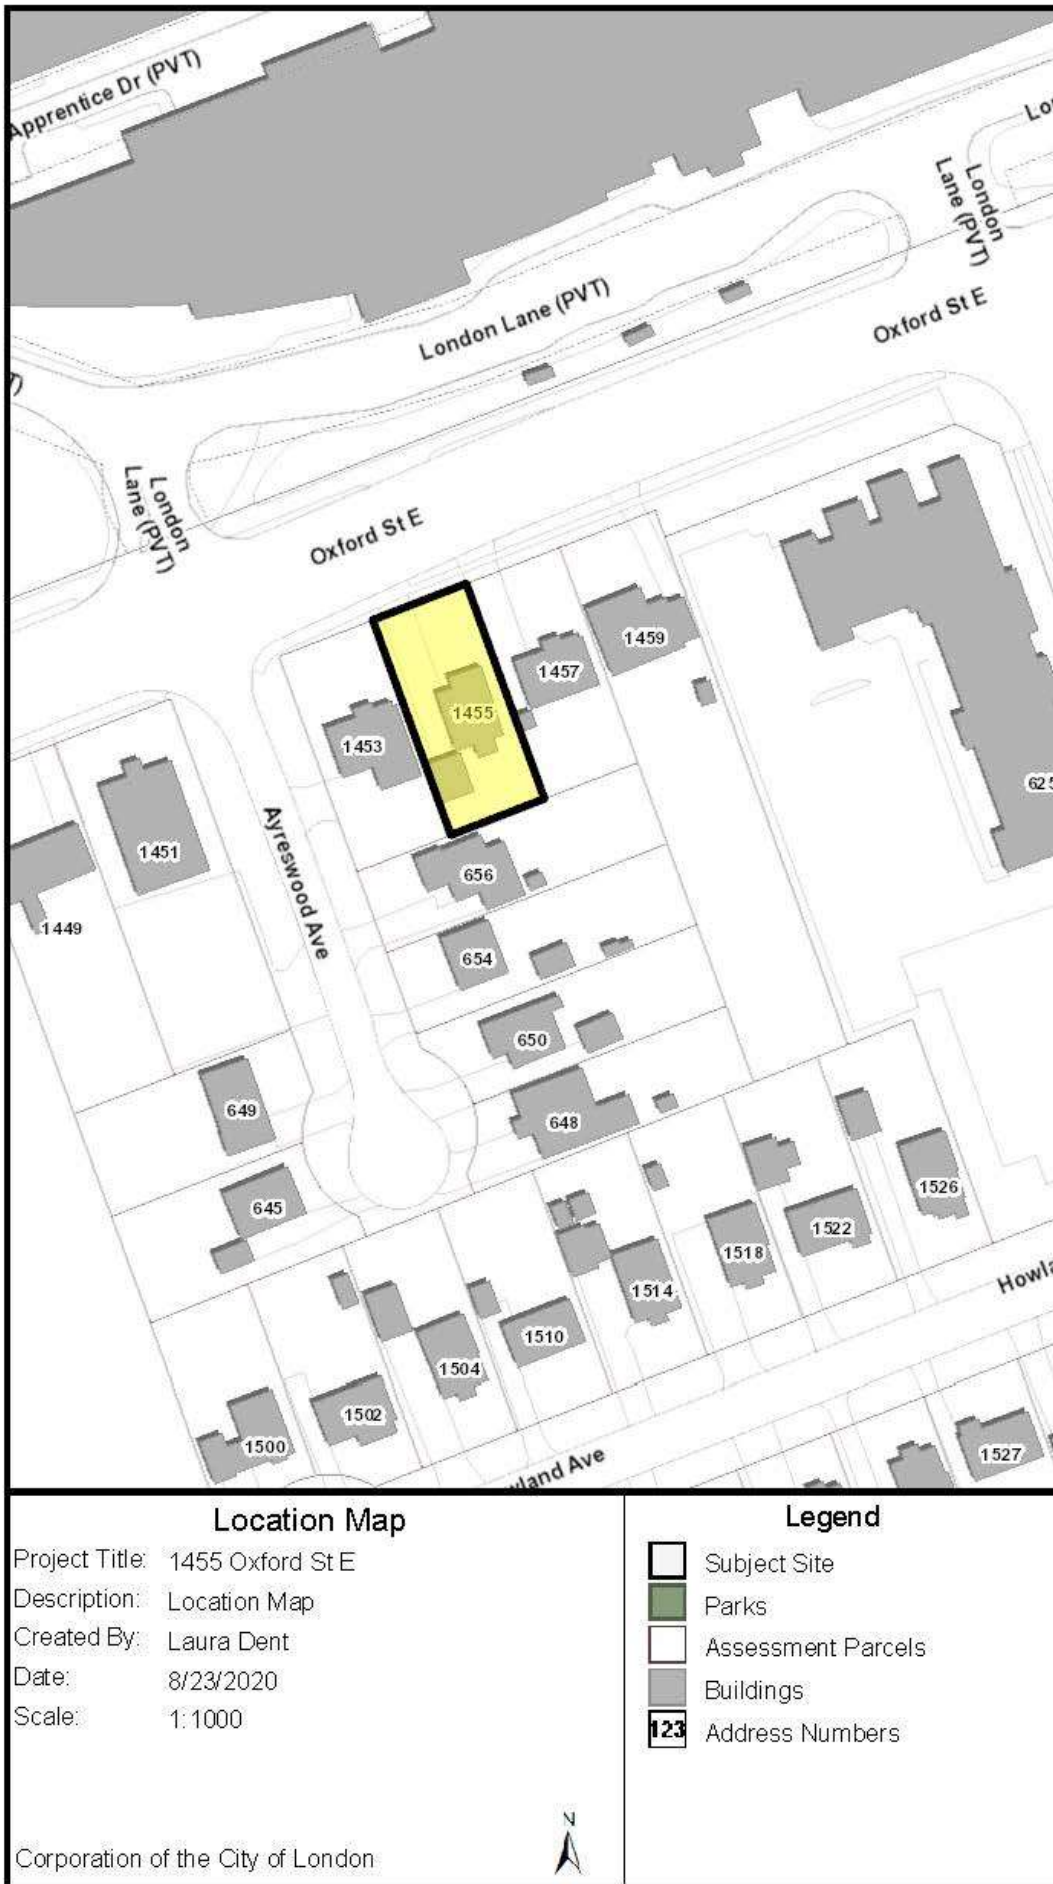 Apprentice Dr (PVT)
London
Lane (PVT)
London Lane (PVT)
Oxford St E
London
Lane (PVT)
Oxford St E
1459
1457
1455
1453
1451
1449
Ayreswood Ave
656
654
650
648
649
645
1526
1522
1518
1514
1510
1504
1502
1500
1527
Location Map
Project Title: 1455 Oxford St E
Description: Location Map
Created By: Laura Dent
Date: 8/23/2020
Scale: 1:1000
Corporation of the City of London
N
Legend
Subject Site
Parks
Assessment Parcels
Buildings
123 Address Numbers